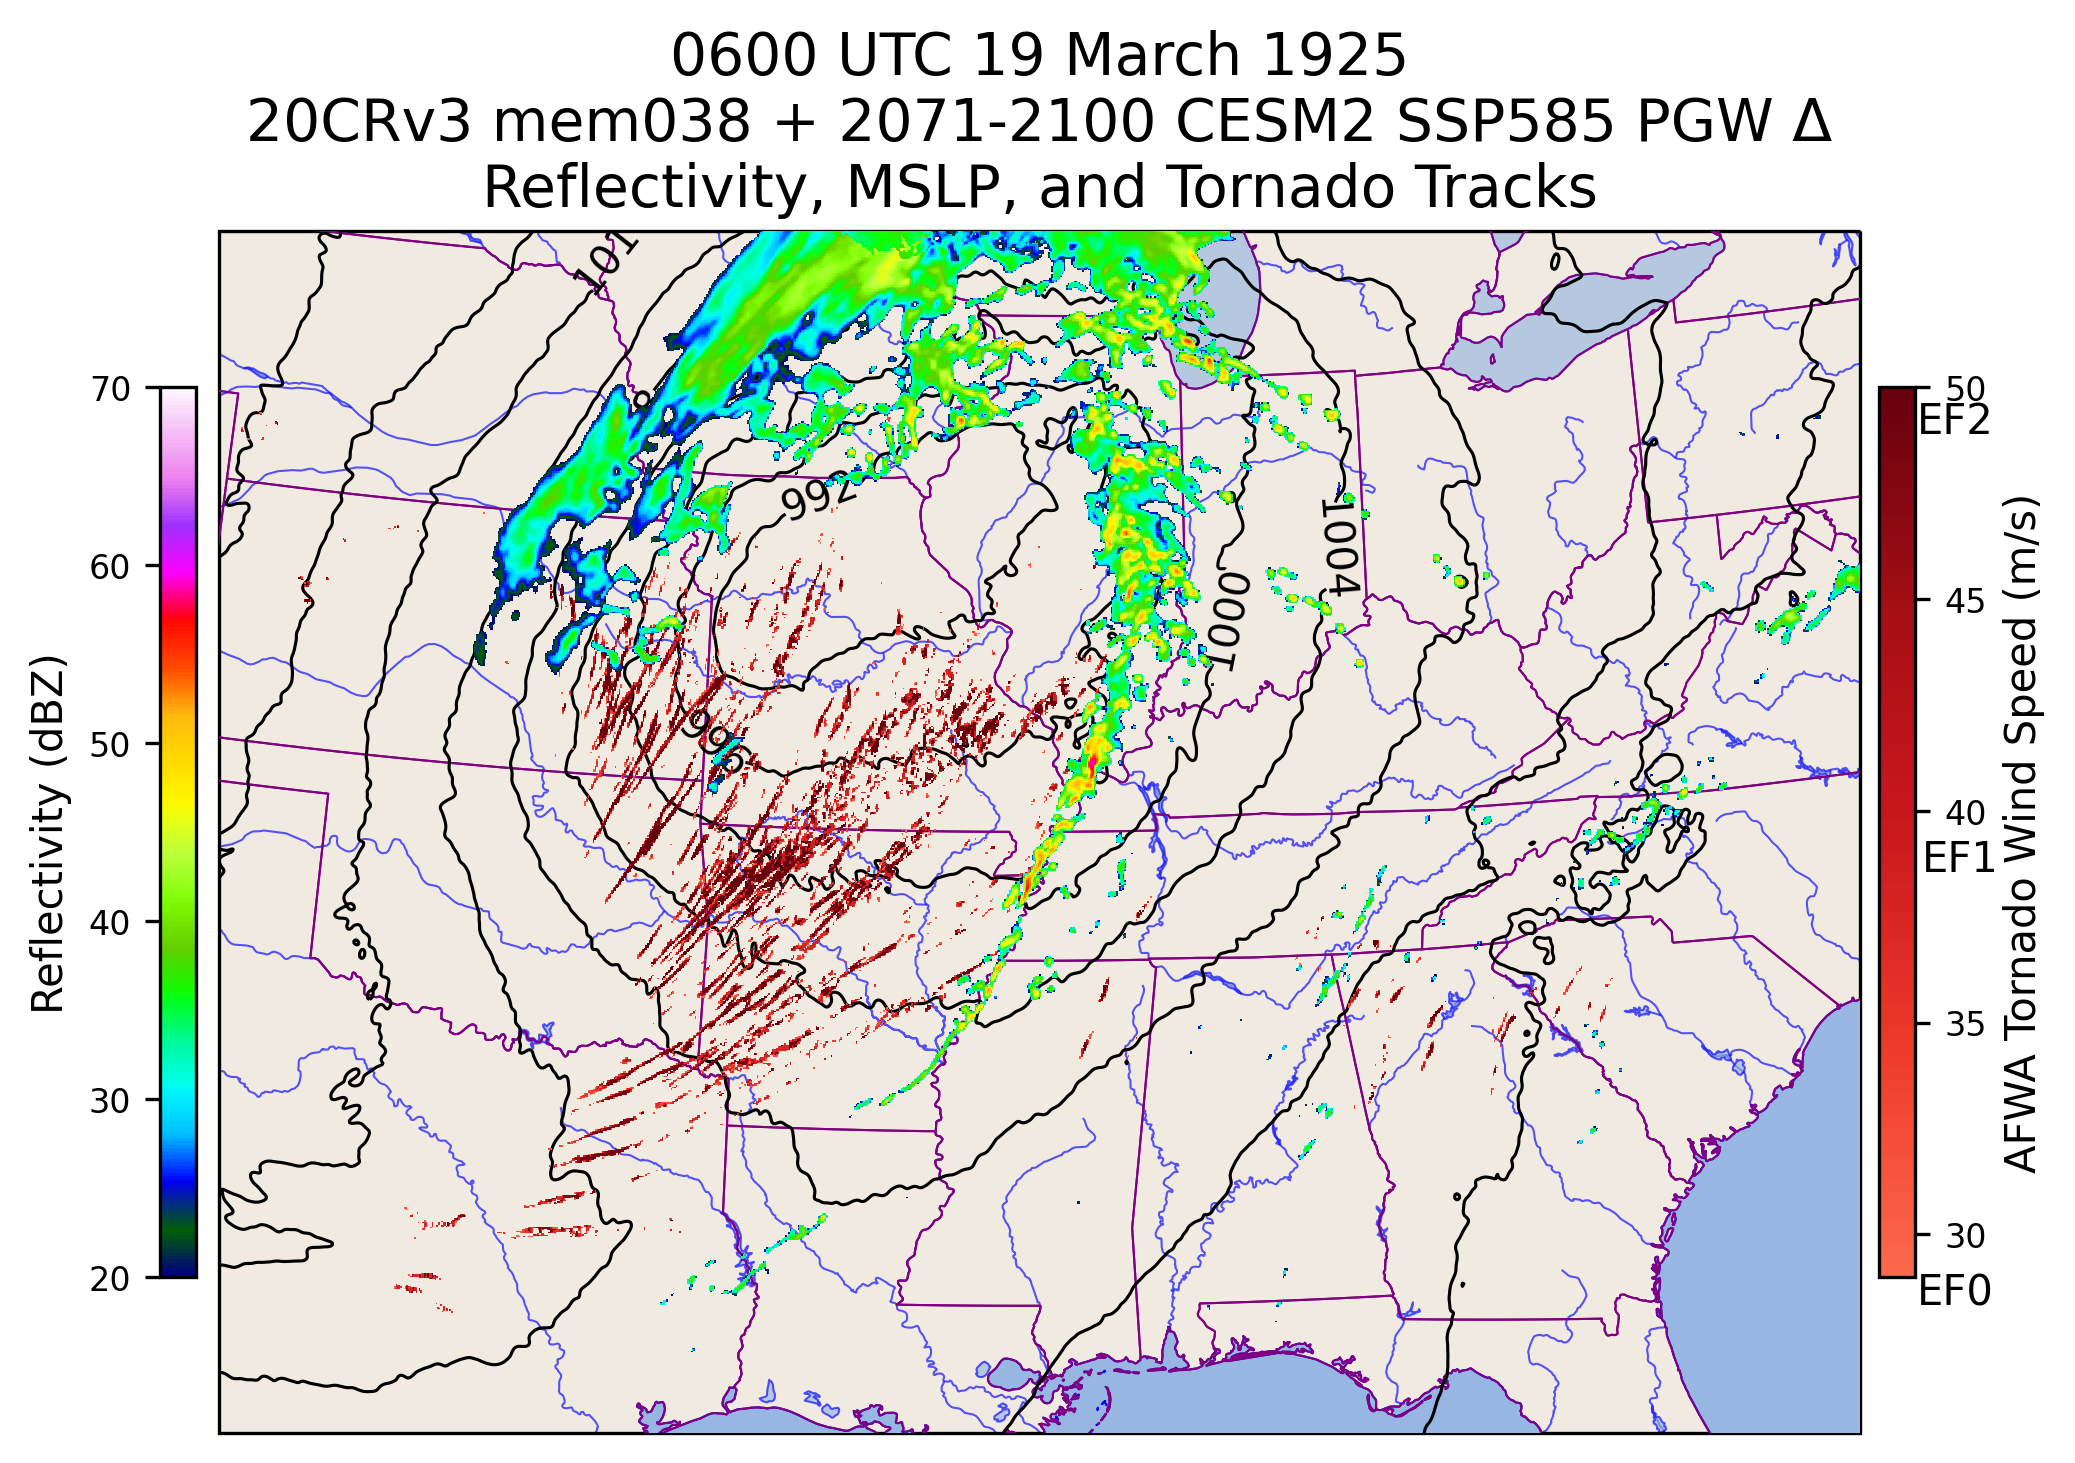 0600 UTC 19 March 1925
20CRv3 mem038 + 2071-2100 CESM2 SSP585 PGW Δ
Reflectivity, MSLP, and Tornado Tracks
Reflectivity (dBZ)
70
60
50
40
30
20
992
996
1000
1004
50
EF2
45
40
EF1
35
30
EF0
AFWA Tornado Wind Speed (m/s)